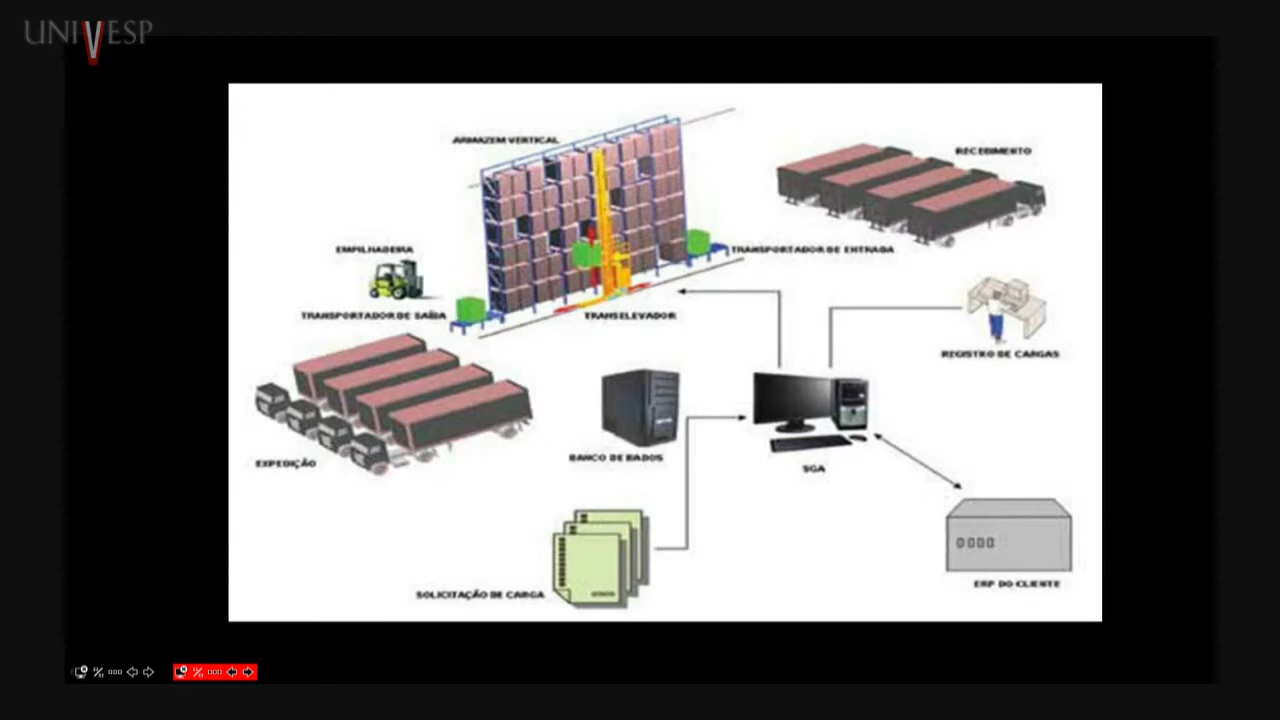 UNIVESP
ARMAZEM VERTICAL
RECEBIMENTO
EMPILHADEIRA
TRANSPORTADOR DE ENTRADA
TRANSPORTADOR DE SAÍDA
TRANSELEVADOR
REGISTRO DE CARGAS
EXPEDIÇÃO
BANCO DE DADOS
SGA
SOLICITAÇÃO DE CARGA
ERP DO CLIENTE